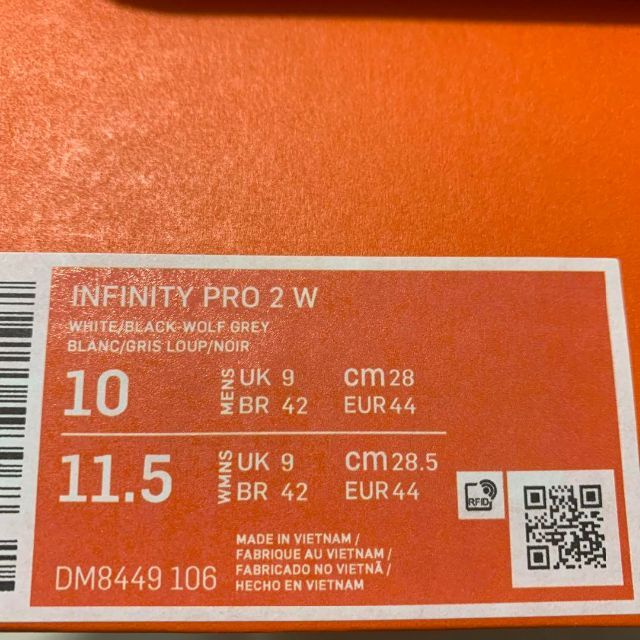 INFINITY PRO 2 W
WHITE/BLACK-WOLF GREY
BLANC/GRIS LOUP/NOIR
10 MENS UK 9 cm 28
BR 42 EUR 44
11.5 WMNS UK 9 cm 28.5
BR 42 EUR 44
RFID
MADE IN VIETNAM /
FABRIQUE AU VIETNAM /
FABRICADO NO VIETNÃ /
HECHO EN VIETNAM
DM8449 106